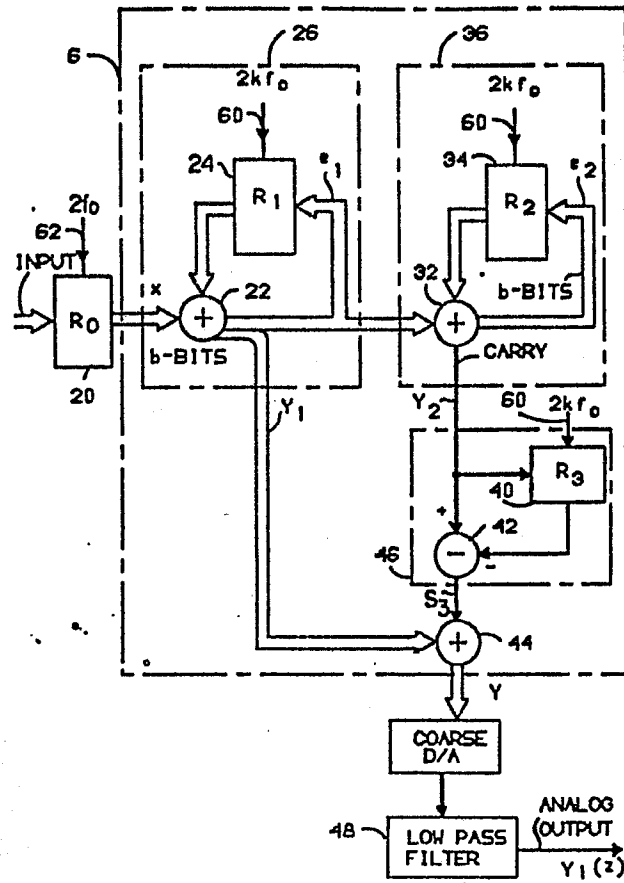 6
26
36
2kf₀
2kf₀
60
60
24
e₁
34
e₂
R₁
R₂
2f₀
62
INPUT
X
22
32
b-BITS
R₀
+
+
b-BITS
CARRY
20
Y₁
Y₂
60
2kf₀
R₃
40
+
42
-
-
46
S₃
+
44
Y
COARSE
D/A
ANALOG
OUTPUT
48
LOW PASS
FILTER
Y₁(z)